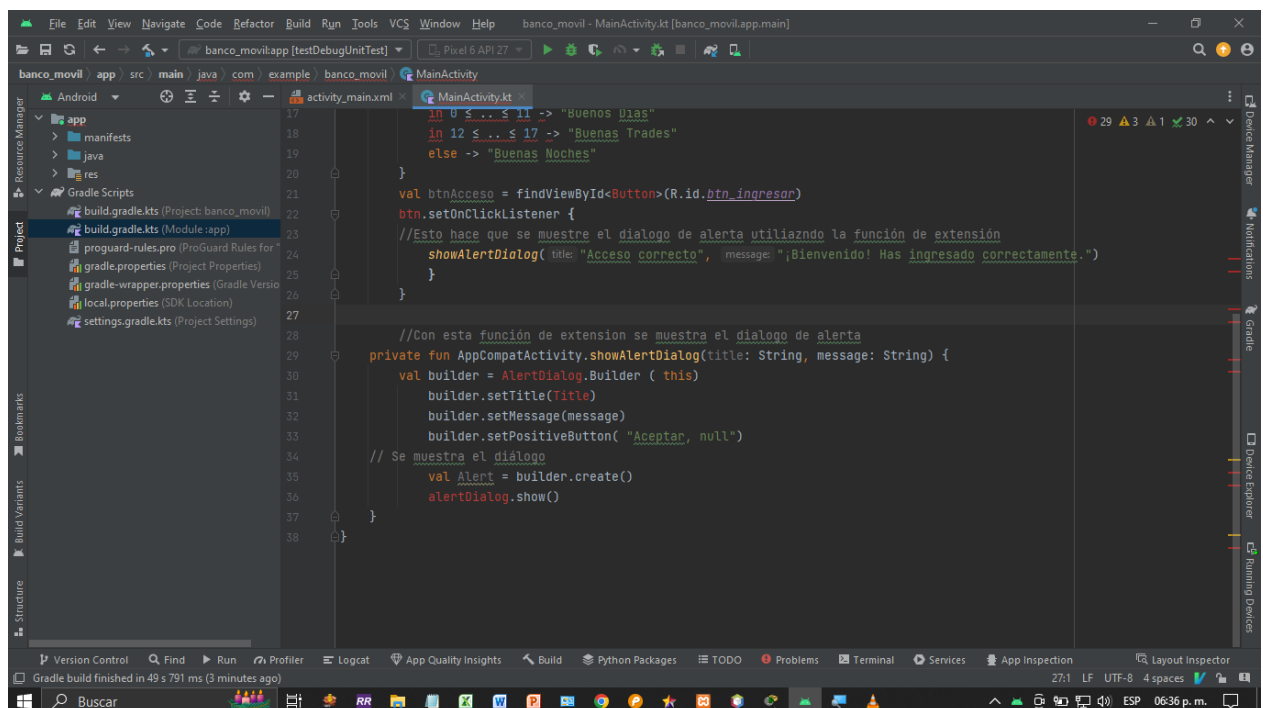 File Edit View Navigate Code Refactor Build Run Tools VCS Window Help banco_movil - MainActivity.kt [banco_movil.app.main]
banco_movil:app [testDebugUnitTest] Pixel 6 API 27
banco_movil app src main java com example banco_movil MainActivity
Android activity_main.xml MainActivity.kt
17 in 0 ≤ .. ≤ 11 -> "Buenos Dias"
29 3 1 30
18 in 12 ≤ .. ≤ 17 -> "Buenas Trades"
19 else -> "Buenas Noches"
20 }
21 val btnAcceso = findViewById<Button>(R.id.btn_ingresar)
22 btn.setOnClickListener {
23 //Esto hace que se muestre el dialogo de alerta utiliazndo la función de extensión
24 showAlertDialog( title: "Acceso correcto", message: "¡Bienvenido! Has ingresado correctamente.")
25 }
26 }
27
28 //Con esta función de extension se muestra el dialogo de alerta
29 private fun AppCompatActivity.showAlertDialog(title: String, message: String) {
30 val builder = AlertDialog.Builder ( this)
31 builder.setTitle(Title)
32 builder.setMessage(message)
33 builder.setPositiveButton( "Aceptar, null")
34 // Se muestra el diálogo
35 val Alert = builder.create()
36 alertDialog.show()
37 }
38 }
app
manifests
java
res
Gradle Scripts
build.gradle.kts (Project: banco_movil)
build.gradle.kts (Module :app)
proguard-rules.pro (ProGuard Rules for "
gradle.properties (Project Properties)
gradle-wrapper.properties (Gradle Versio
local.properties (SDK Location)
settings.gradle.kts (Project Settings)
Resource Manager
Project
Bookmarks
Build Variants
Structure
Device Manager
Notifications
Gradle
Device Explorer
Running Devices
Version Control Find Run Profiler Logcat App Quality Insights Build Python Packages TODO Problems Terminal Services App Inspection Layout Inspector
Gradle build finished in 49 s 791 ms (3 minutes ago) 27:1 LF UTF-8 4 spaces
Buscar ESP 06:36 p. m.